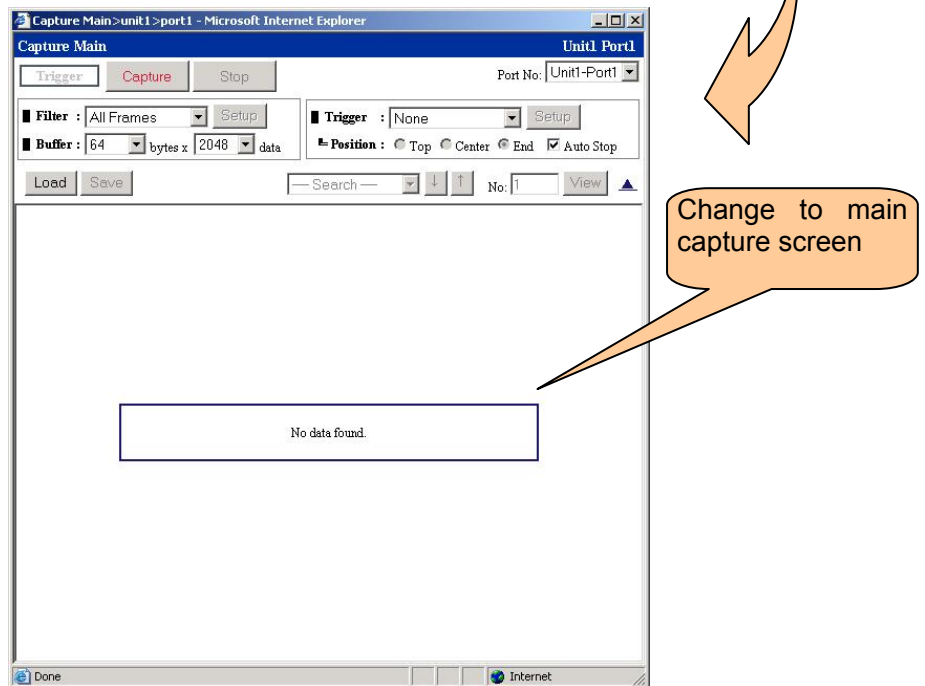 Capture Main>unit1>port1 - Microsoft Internet Explorer
Capture Main Unit1 Port1
Trigger Capture Stop Port No: Unit1-Port1
Filter : All Frames Setup Trigger : None Setup
Buffer : 64 bytes x 2048 data Position : Top Center End Auto Stop
Load Save — Search — ↓ ↑ No: 1 View
Change to main
capture screen
No data found.
Done Internet